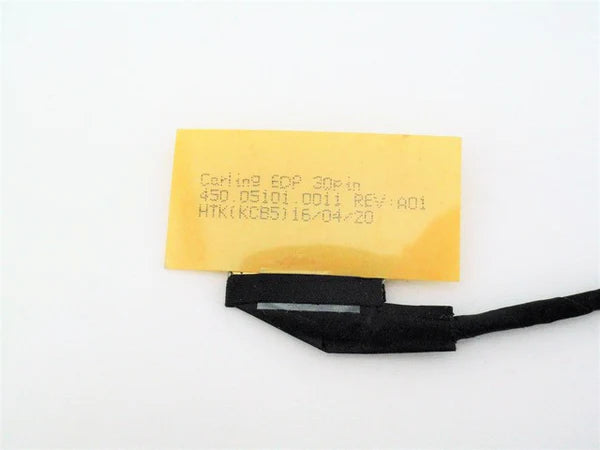 Carling EDP 30pin
450.05101.0011 REV:A01
HTK(KCB5)16/04/20